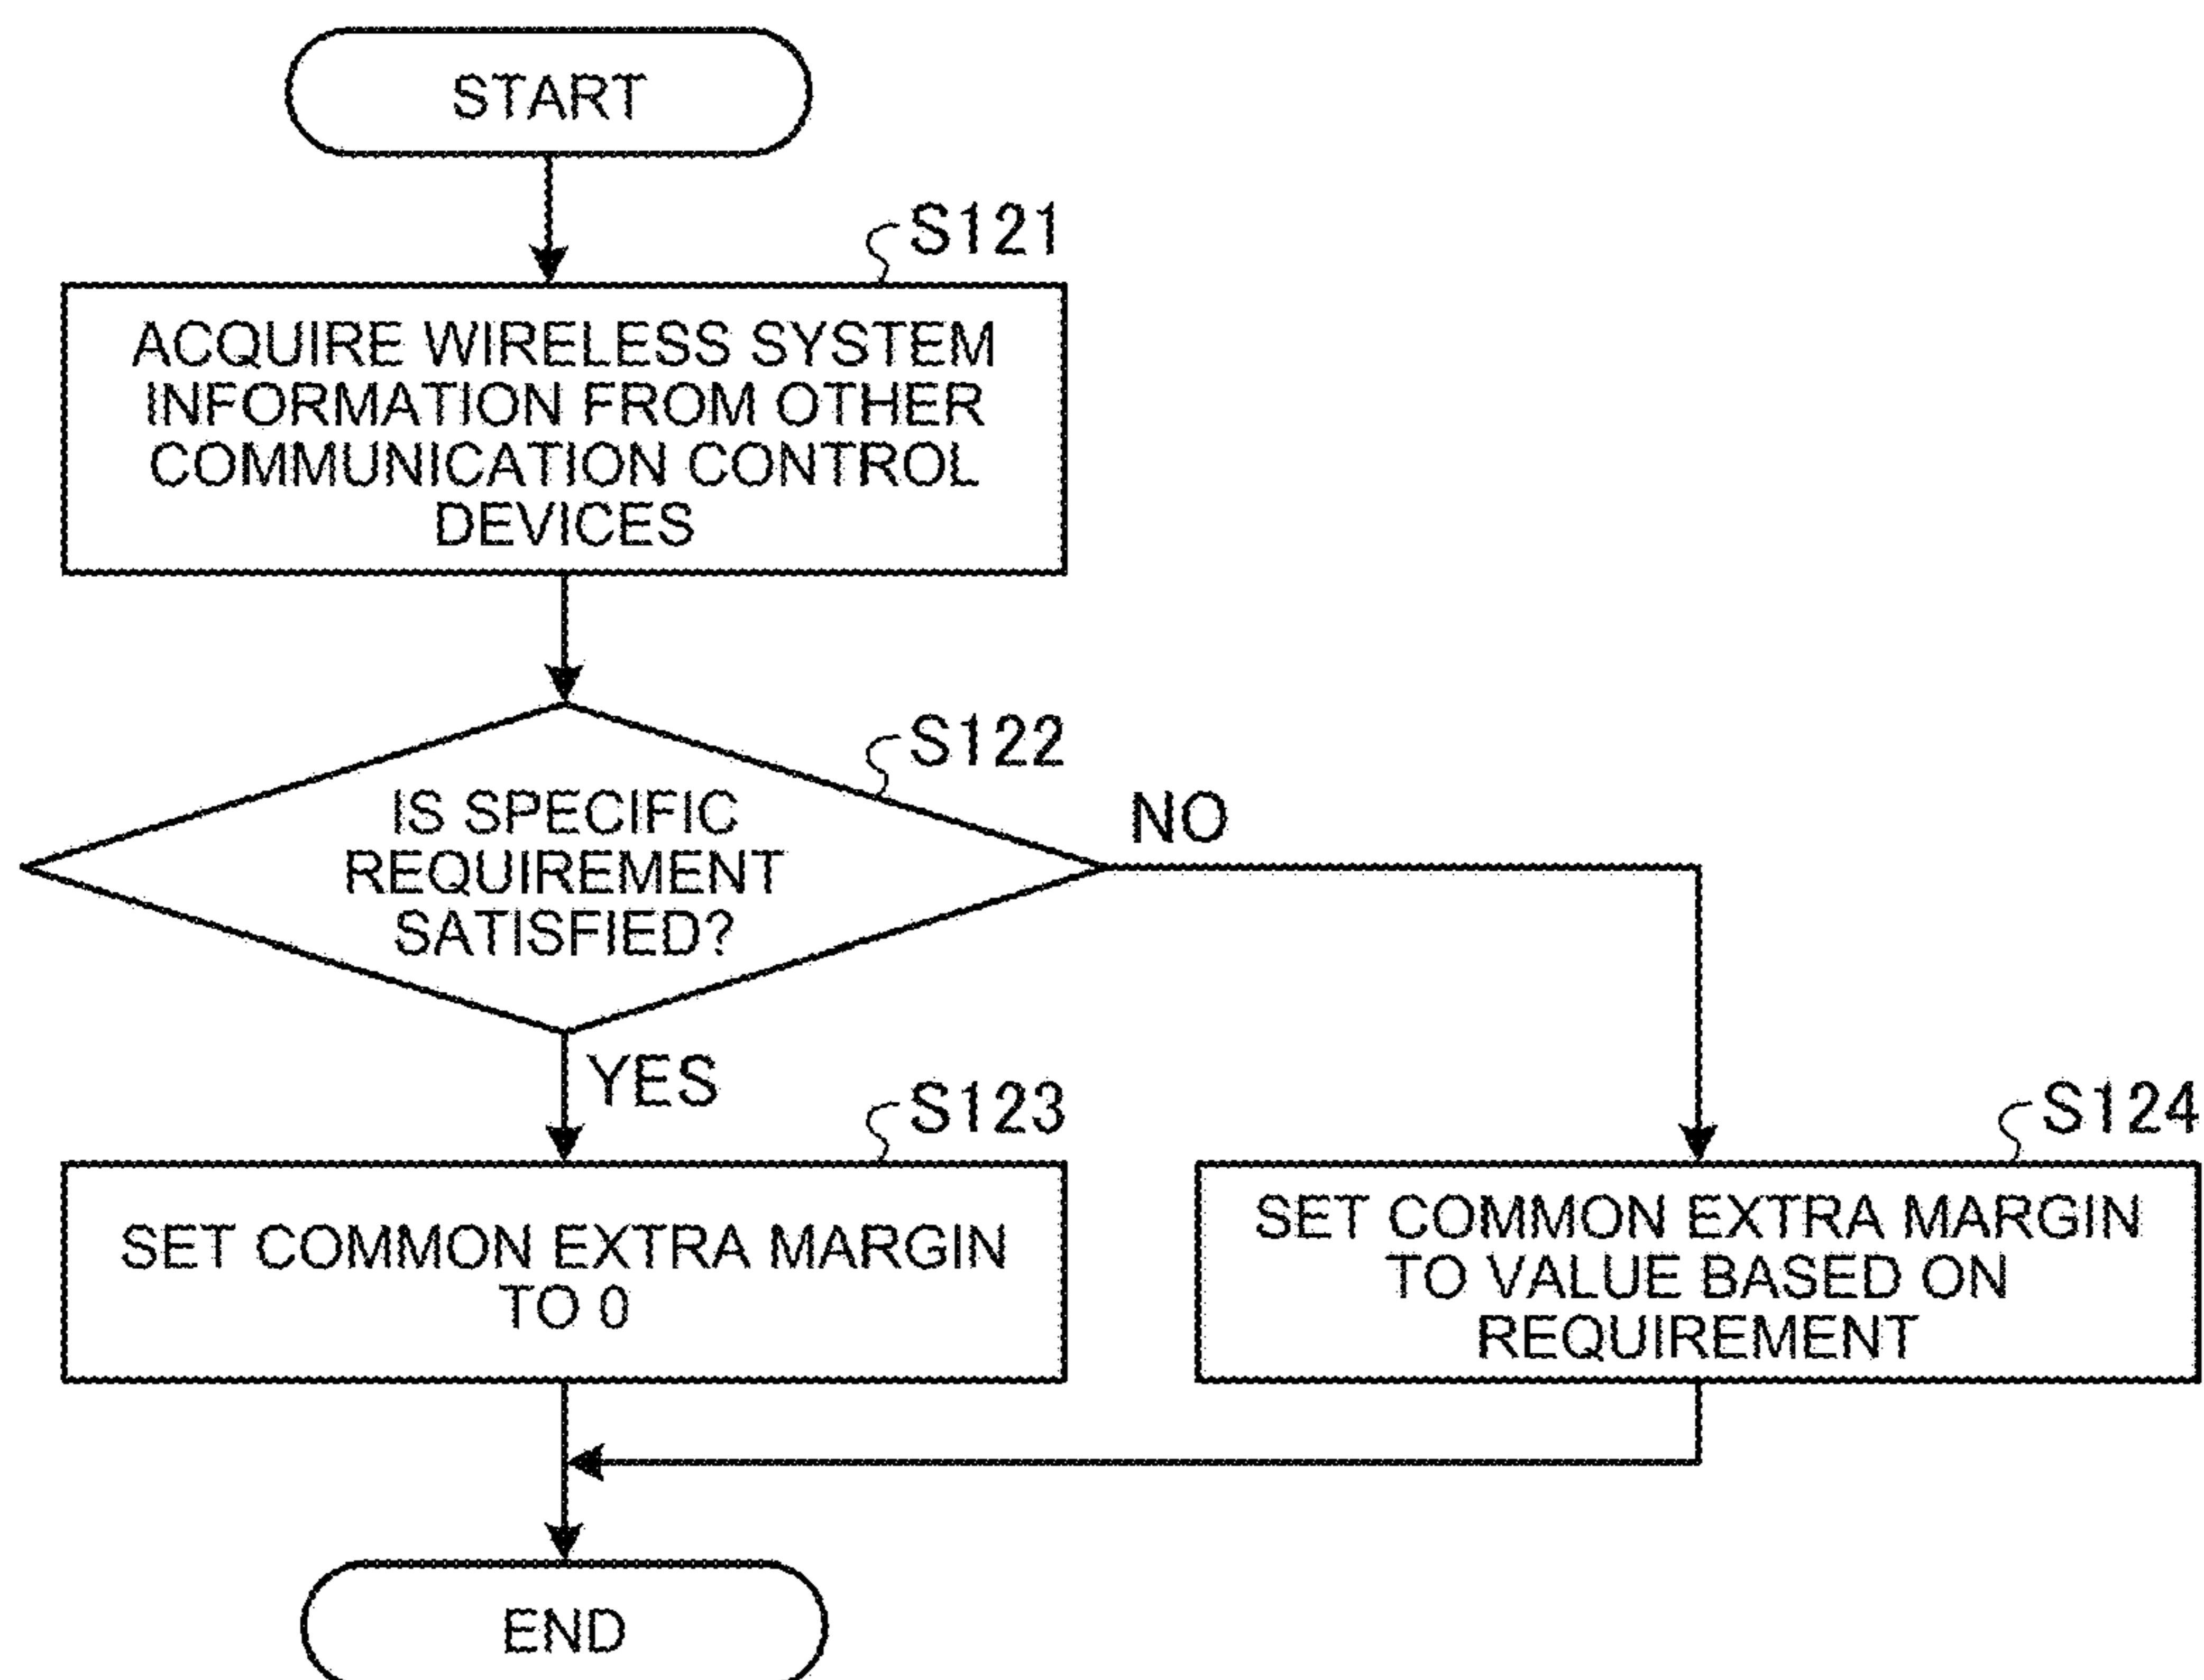 START
S121
ACQUIRE WIRELESS SYSTEM
INFORMATION FROM OTHER
COMMUNICATION CONTROL
DEVICES
S122
IS SPECIFIC
REQUIREMENT
SATISFIED?
NO
YES
S123
SET COMMON EXTRA MARGIN
TO 0
S124
SET COMMON EXTRA MARGIN
TO VALUE BASED ON
REQUIREMENT
END